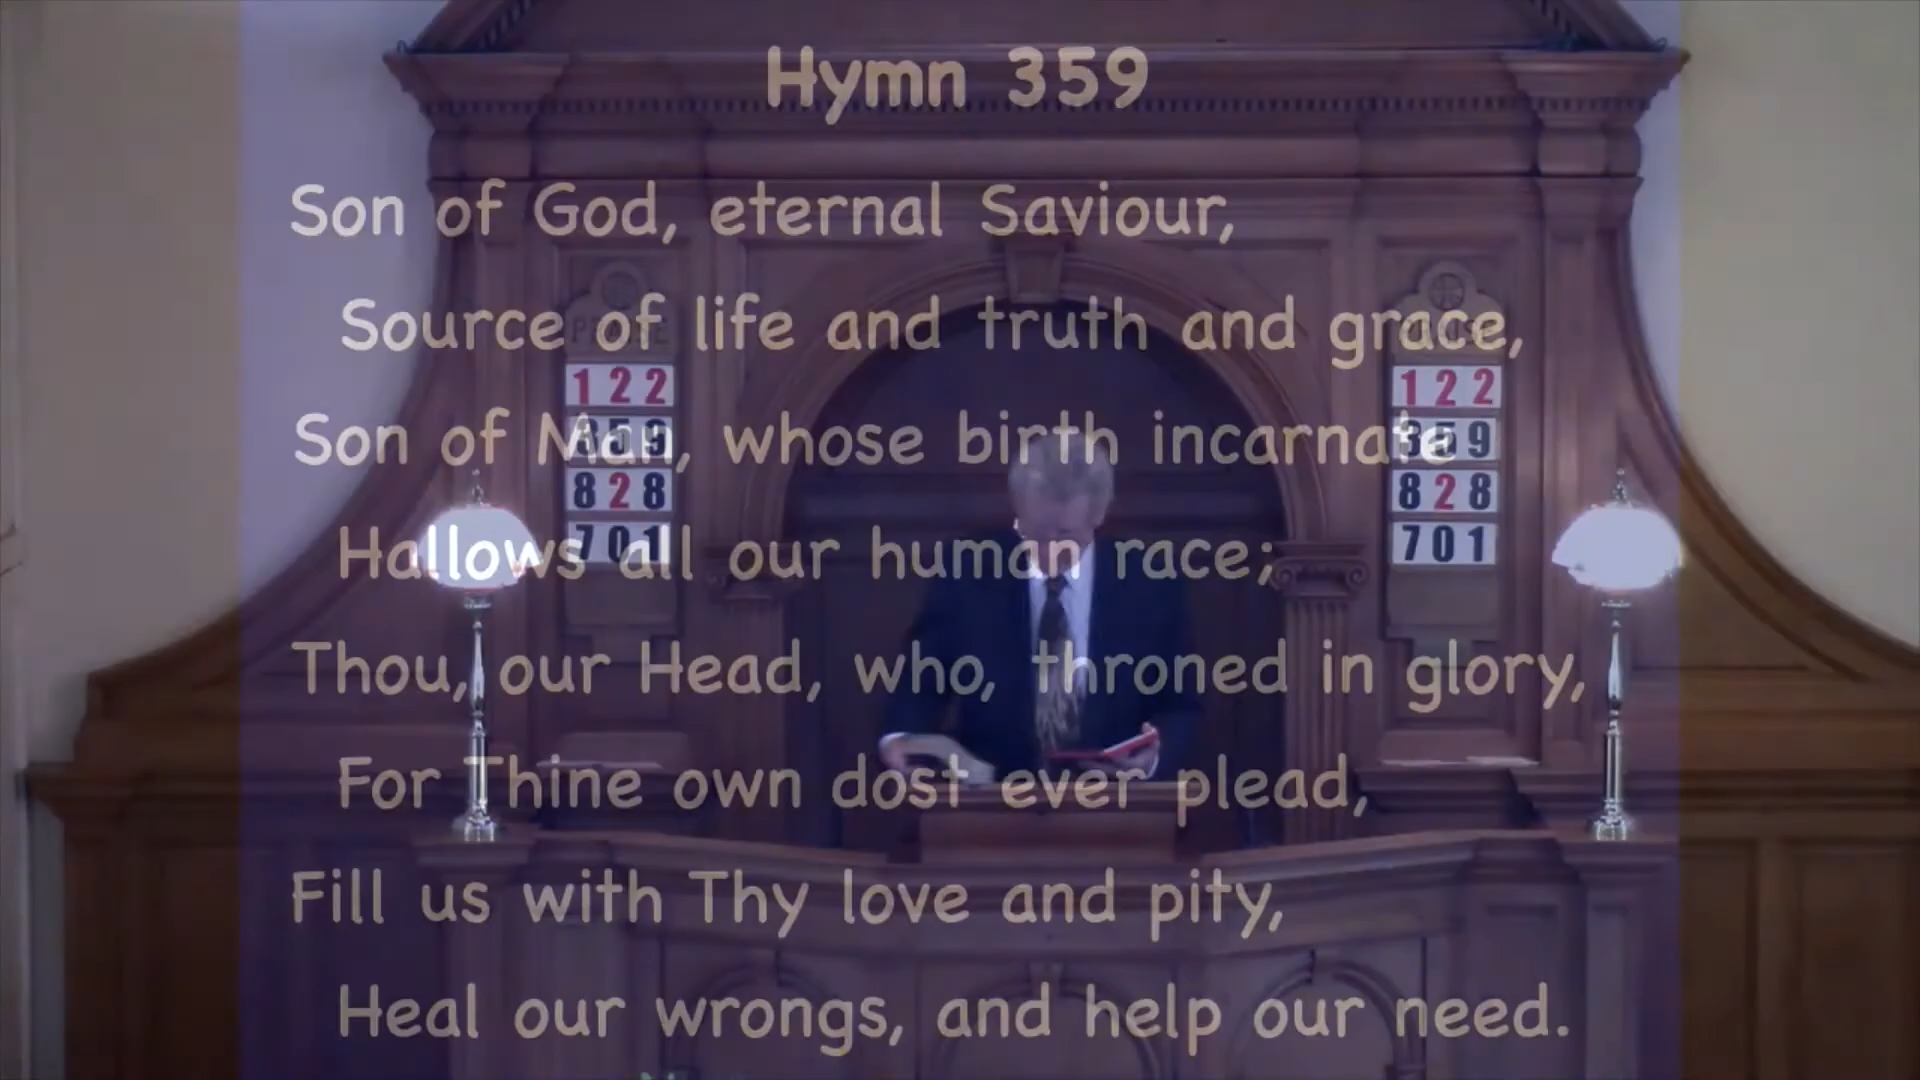 Hymn 359
Son of God, eternal Saviour,
Source of life and truth and grace,
Son of Man, whose birth incarnate
Hallows all our human race;
Thou, our Head, who, throned in glory,
For Thine own dost ever plead,
Fill us with Thy love and pity,
Heal our wrongs, and help our need.
PRAISE
122
359
828
701
PRAISE
122
359
828
701